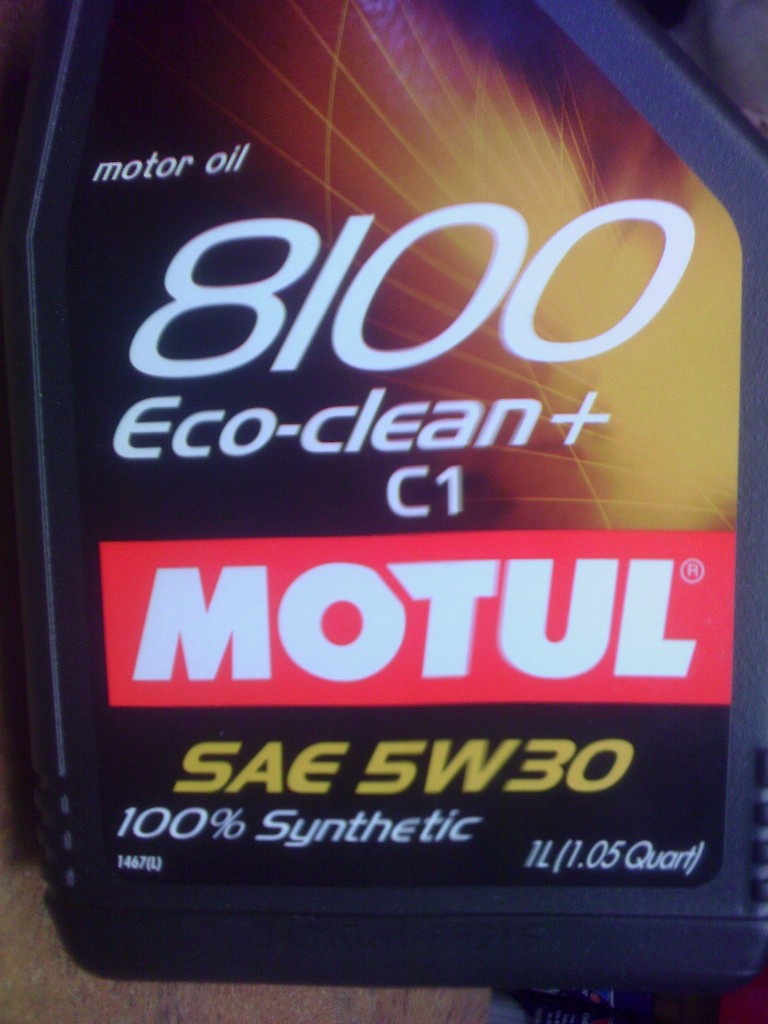 motor oil
8100
Eco-clean+
C1
MOTUL®
SAE 5W30
100% Synthetic
1467(L)
1L(1.05 Quart)